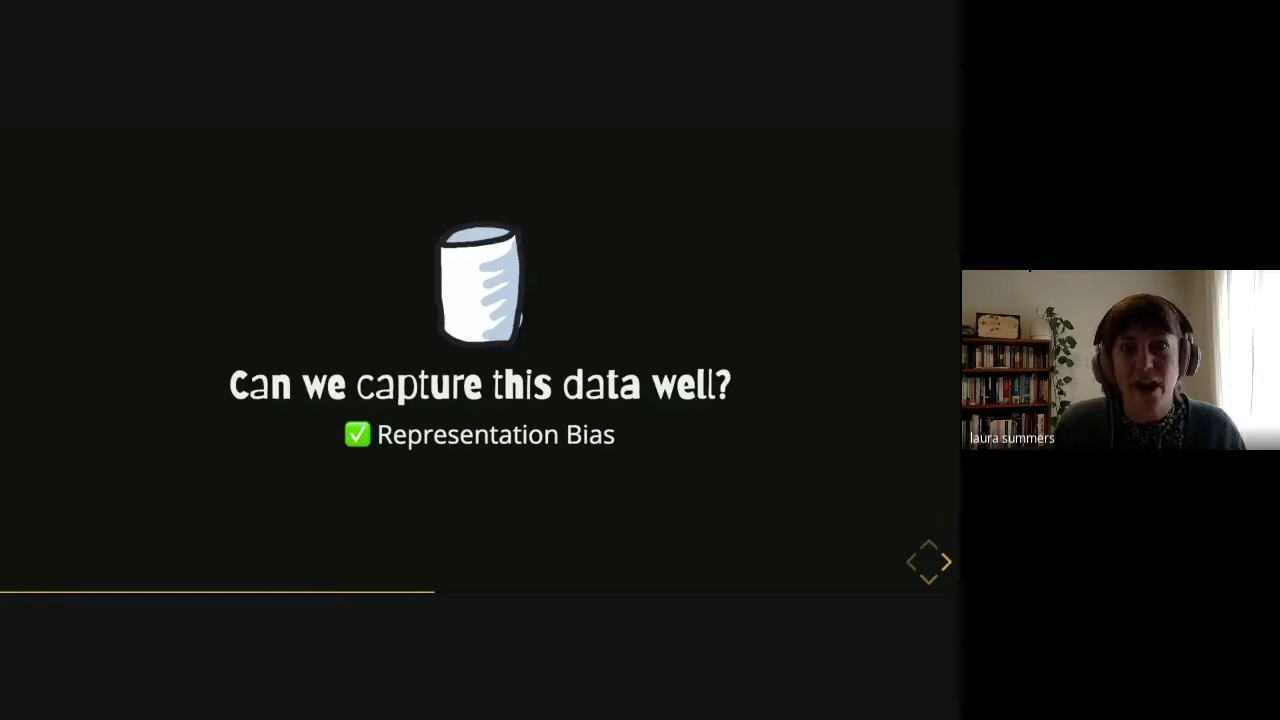 Can we capture this data well?
✅ Representation Bias
laura summers